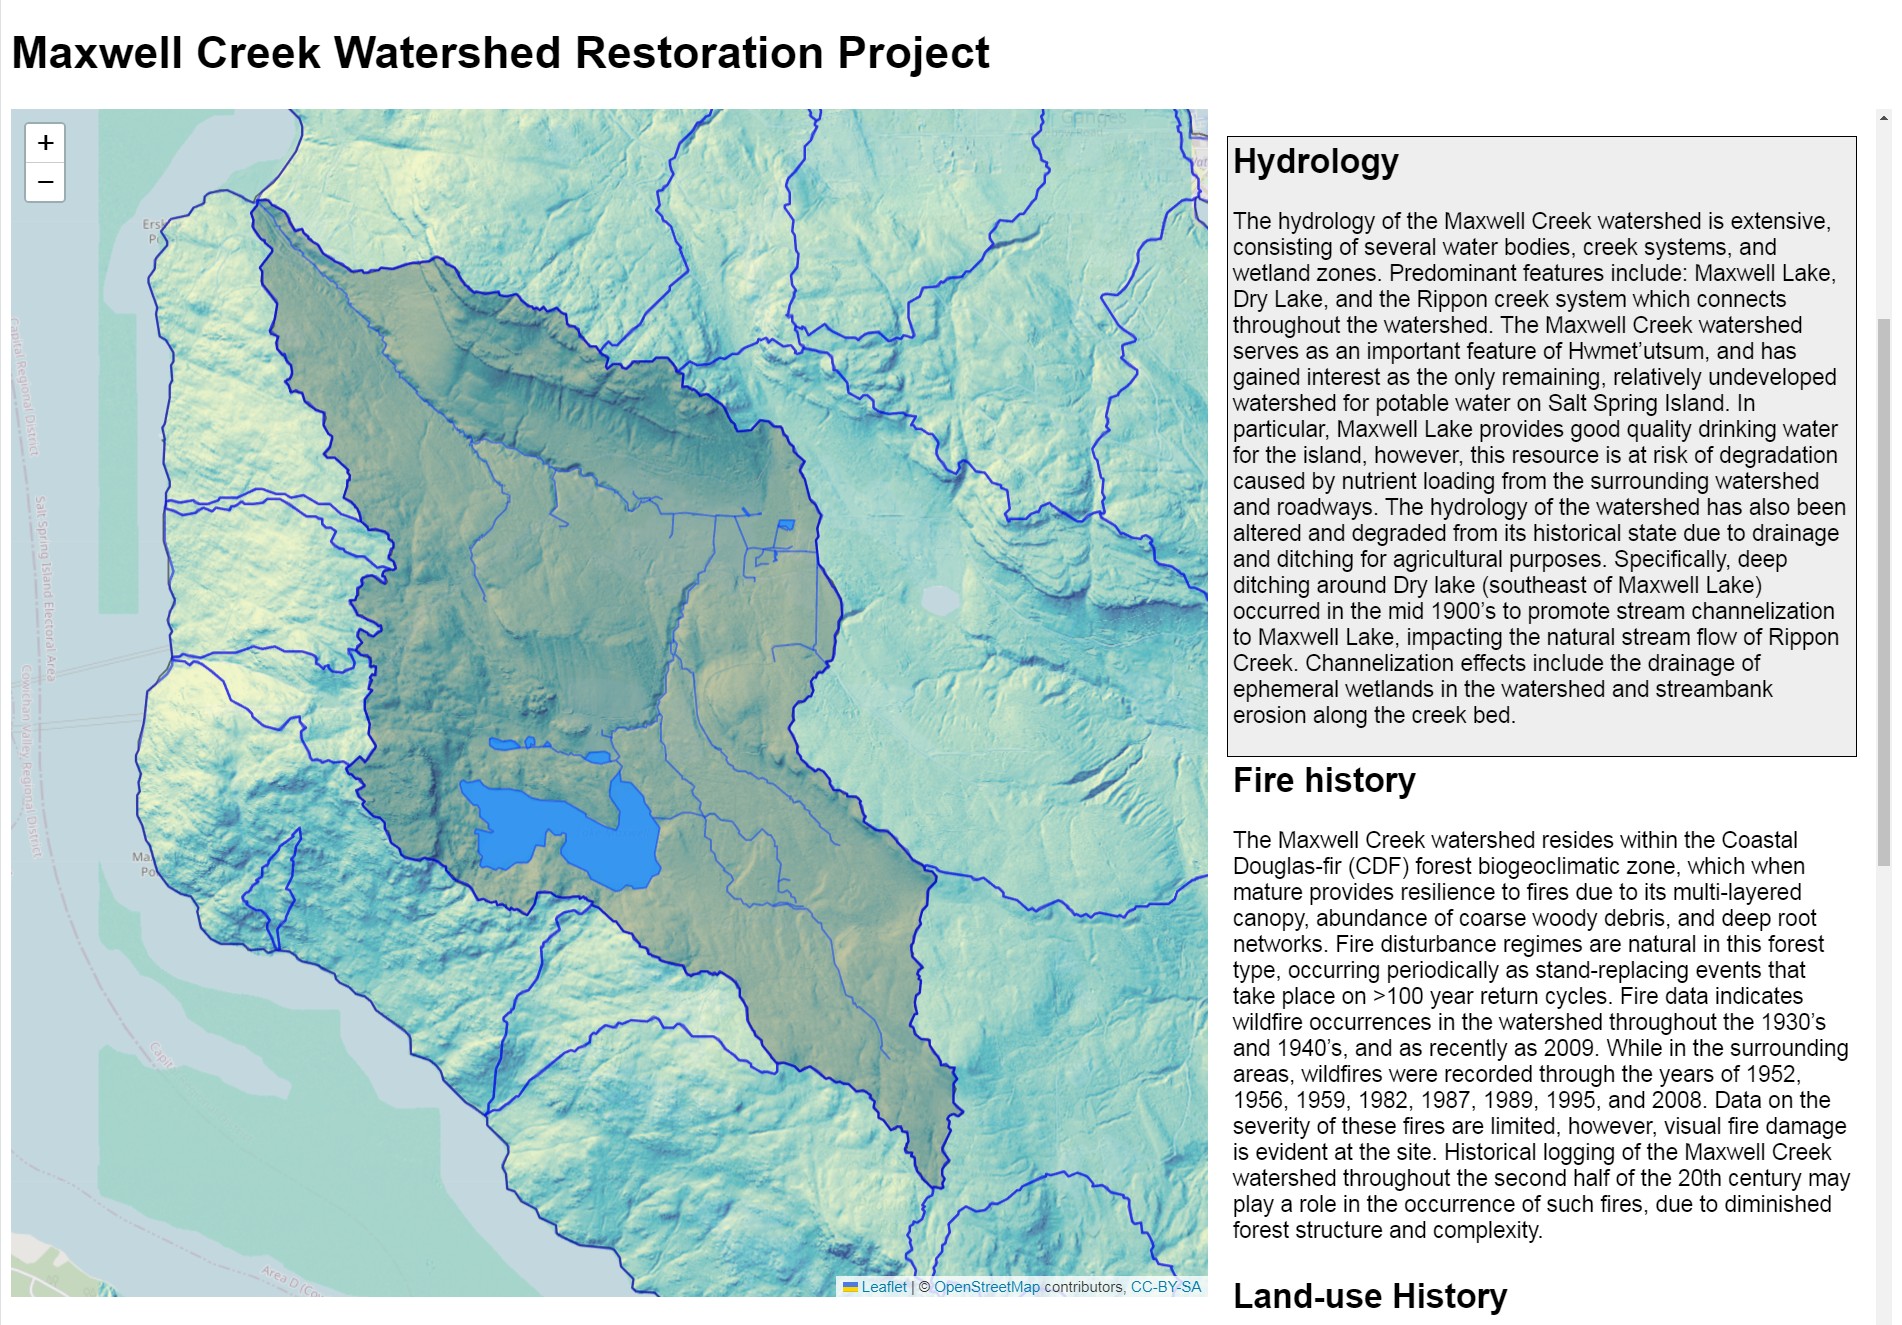 Maxwell Creek Watershed Restoration Project
+
−
Ganges
Capital Regional District
Salt Spring Island Electoral Area
Cowichan Valley Regional District
Capit
Area D (Co
Leaflet | © OpenStreetMap contributors, CC-BY-SA
Hydrology
The hydrology of the Maxwell Creek watershed is extensive,
consisting of several water bodies, creek systems, and
wetland zones. Predominant features include: Maxwell Lake,
Dry Lake, and the Rippon creek system which connects
throughout the watershed. The Maxwell Creek watershed
serves as an important feature of Hwmet’utsum, and has
gained interest as the only remaining, relatively undeveloped
watershed for potable water on Salt Spring Island. In
particular, Maxwell Lake provides good quality drinking water
for the island, however, this resource is at risk of degradation
caused by nutrient loading from the surrounding watershed
and roadways. The hydrology of the watershed has also been
altered and degraded from its historical state due to drainage
and ditching for agricultural purposes. Specifically, deep
ditching around Dry lake (southeast of Maxwell Lake)
occurred in the mid 1900’s to promote stream channelization
to Maxwell Lake, impacting the natural stream flow of Rippon
Creek. Channelization effects include the drainage of
ephemeral wetlands in the watershed and streambank
erosion along the creek bed.
Fire history
The Maxwell Creek watershed resides within the Coastal
Douglas-fir (CDF) forest biogeoclimatic zone, which when
mature provides resilience to fires due to its multi-layered
canopy, abundance of coarse woody debris, and deep root
networks. Fire disturbance regimes are natural in this forest
type, occurring periodically as stand-replacing events that
take place on >100 year return cycles. Fire data indicates
wildfire occurrences in the watershed throughout the 1930’s
and 1940’s, and as recently as 2009. While in the surrounding
areas, wildfires were recorded through the years of 1952,
1956, 1959, 1982, 1987, 1989, 1995, and 2008. Data on the
severity of these fires are limited, however, visual fire damage
is evident at the site. Historical logging of the Maxwell Creek
watershed throughout the second half of the 20th century may
play a role in the occurrence of such fires, due to diminished
forest structure and complexity.
Land-use History